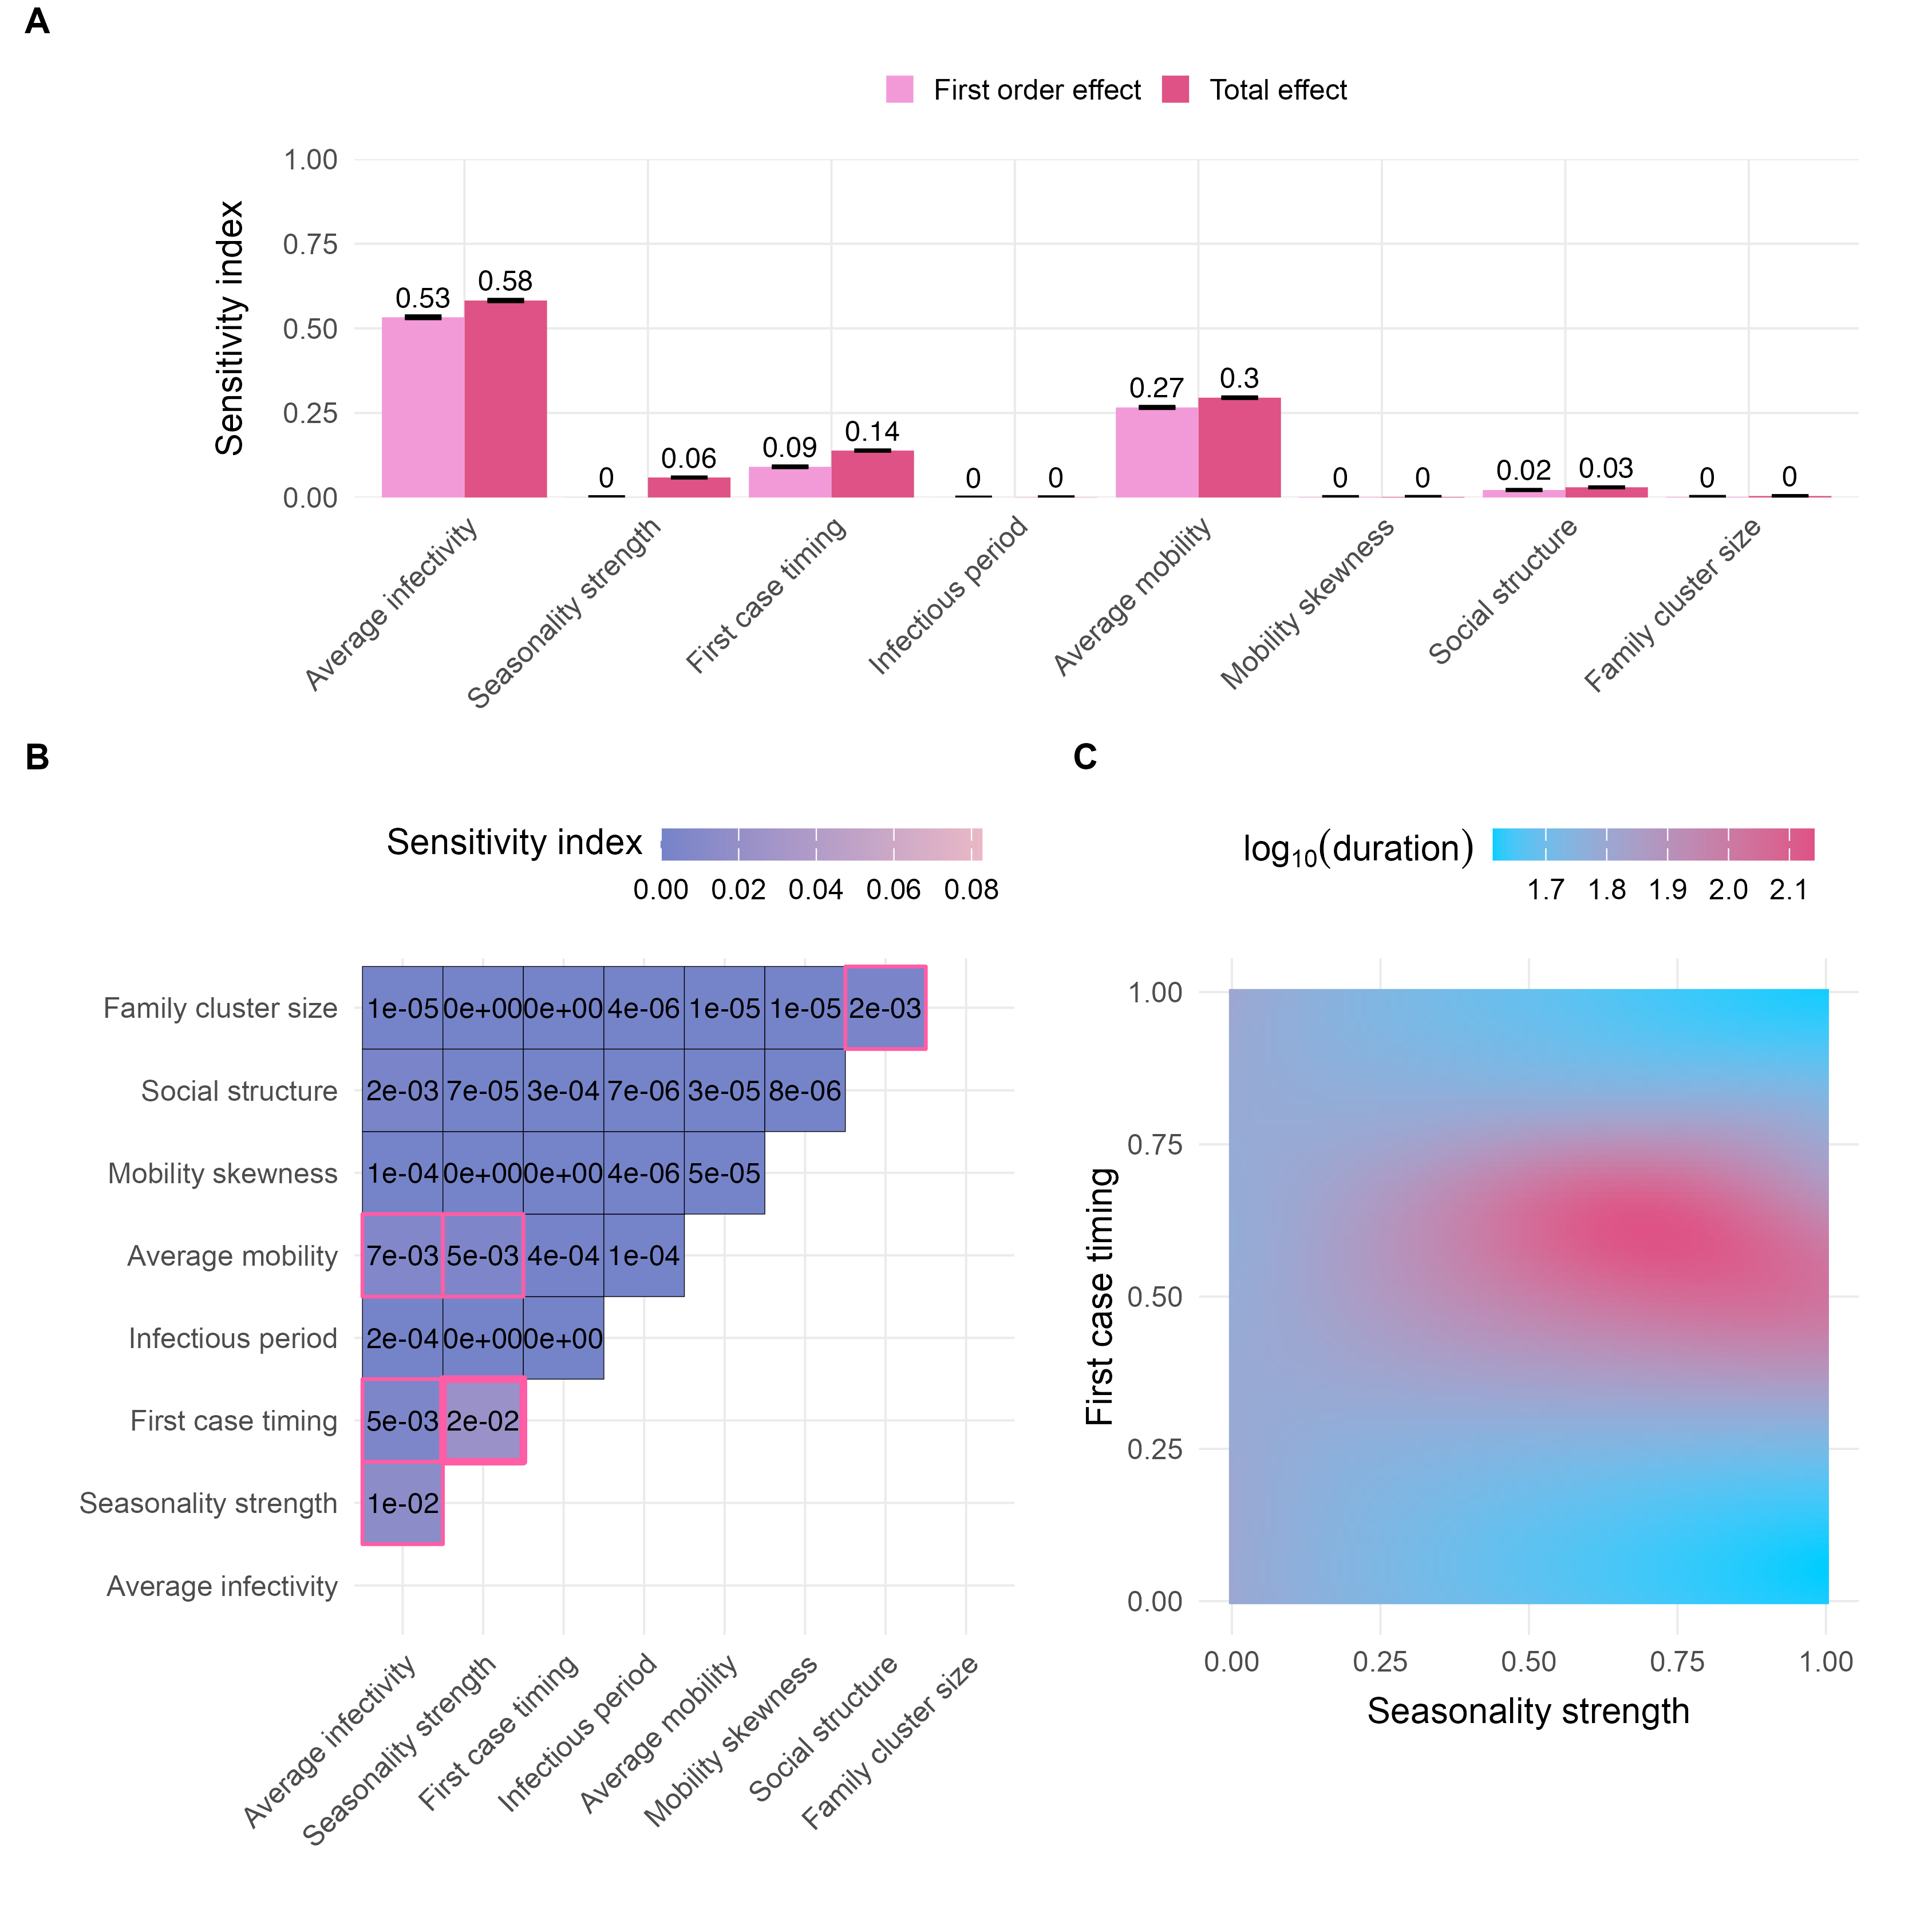 A
First order effect Total effect
Sensitivity index
1.00
0.75
0.50
0.25
0.00
0.53 0.58 0 0.06 0.09 0.14 0 0 0.27 0.3 0 0 0.02 0.03 0 0
Average infectivity
Seasonality strength
First case timing
Infectious period
Average mobility
Mobility skewness
Social structure
Family cluster size
B
Sensitivity index
0.00 0.02 0.04 0.06 0.08
Family cluster size 1e-05 0e+00 0e+00 4e-06 1e-05 1e-05 2e-03
Social structure 2e-03 7e-05 3e-04 7e-06 3e-05 8e-06
Mobility skewness 1e-04 0e+00 0e+00 4e-06 5e-05
Average mobility 7e-03 5e-03 4e-04 1e-04
Infectious period 2e-04 0e+00 0e+00
First case timing 5e-03 2e-02
Seasonality strength 1e-02
Average infectivity
Average infectivity
Seasonality strength
First case timing
Infectious period
Average mobility
Mobility skewness
Social structure
Family cluster size
C
log10(duration)
1.7 1.8 1.9 2.0 2.1
First case timing
1.00
0.75
0.50
0.25
0.00
0.00 0.25 0.50 0.75 1.00
Seasonality strength